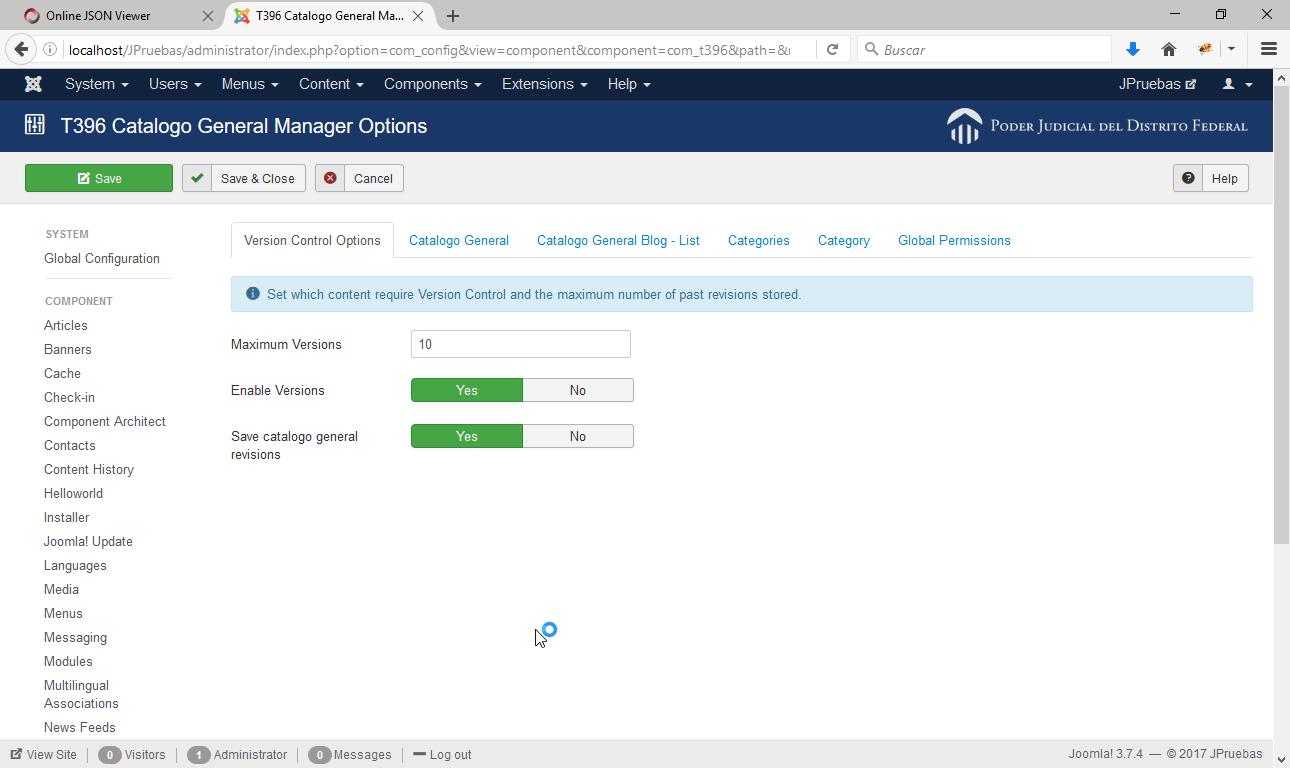 Online JSON Viewer
T396 Catalogo General Ma...
localhost/JPruebas/administrator/index.php?option=com_config&view=component&component=com_t396&path=&
Buscar
System Users Menus Content Components Extensions Help JPruebas
T396 Catalogo General Manager Options
PODER JUDICIAL DEL DISTRITO FEDERAL
Save Save & Close Cancel Help
SYSTEM
Global Configuration
COMPONENT
Articles
Banners
Cache
Check-in
Component Architect
Contacts
Content History
Helloworld
Installer
Joomla! Update
Languages
Media
Menus
Messaging
Modules
Multilingual
Associations
News Feeds
Version Control Options Catalogo General Catalogo General Blog - List Categories Category Global Permissions
Set which content require Version Control and the maximum number of past revisions stored.
Maximum Versions 10
Enable Versions Yes No
Save catalogo general
revisions
Yes No
View Site 0 Visitors 1 Administrator 0 Messages Log out Joomla! 3.7.4 — © 2017 JPruebas